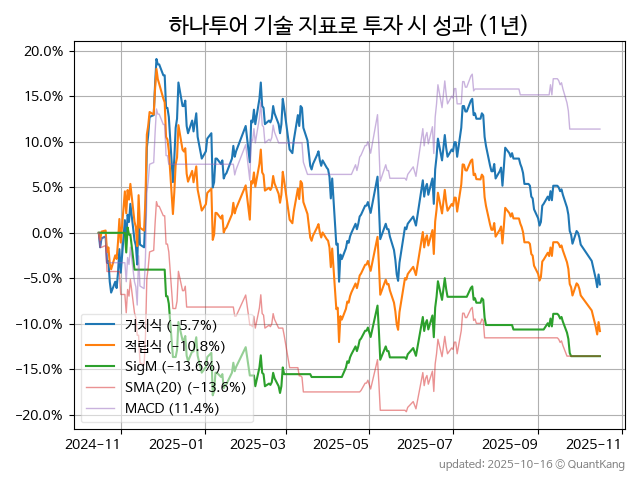 하나투어 기술 지표로 투자 시 성과 (1년)
20.0%
15.0%
10.0%
5.0%
0.0%
−5.0%
−10.0%
−15.0%
−20.0%
거치식 (−5.7%)
적립식 (−10.8%)
SigM (−13.6%)
SMA(20) (−13.6%)
MACD (11.4%)
2024-11
2025-01
2025-03
2025-05
2025-07
2025-09
2025-11
updated: 2025-10-16 © QuantKang